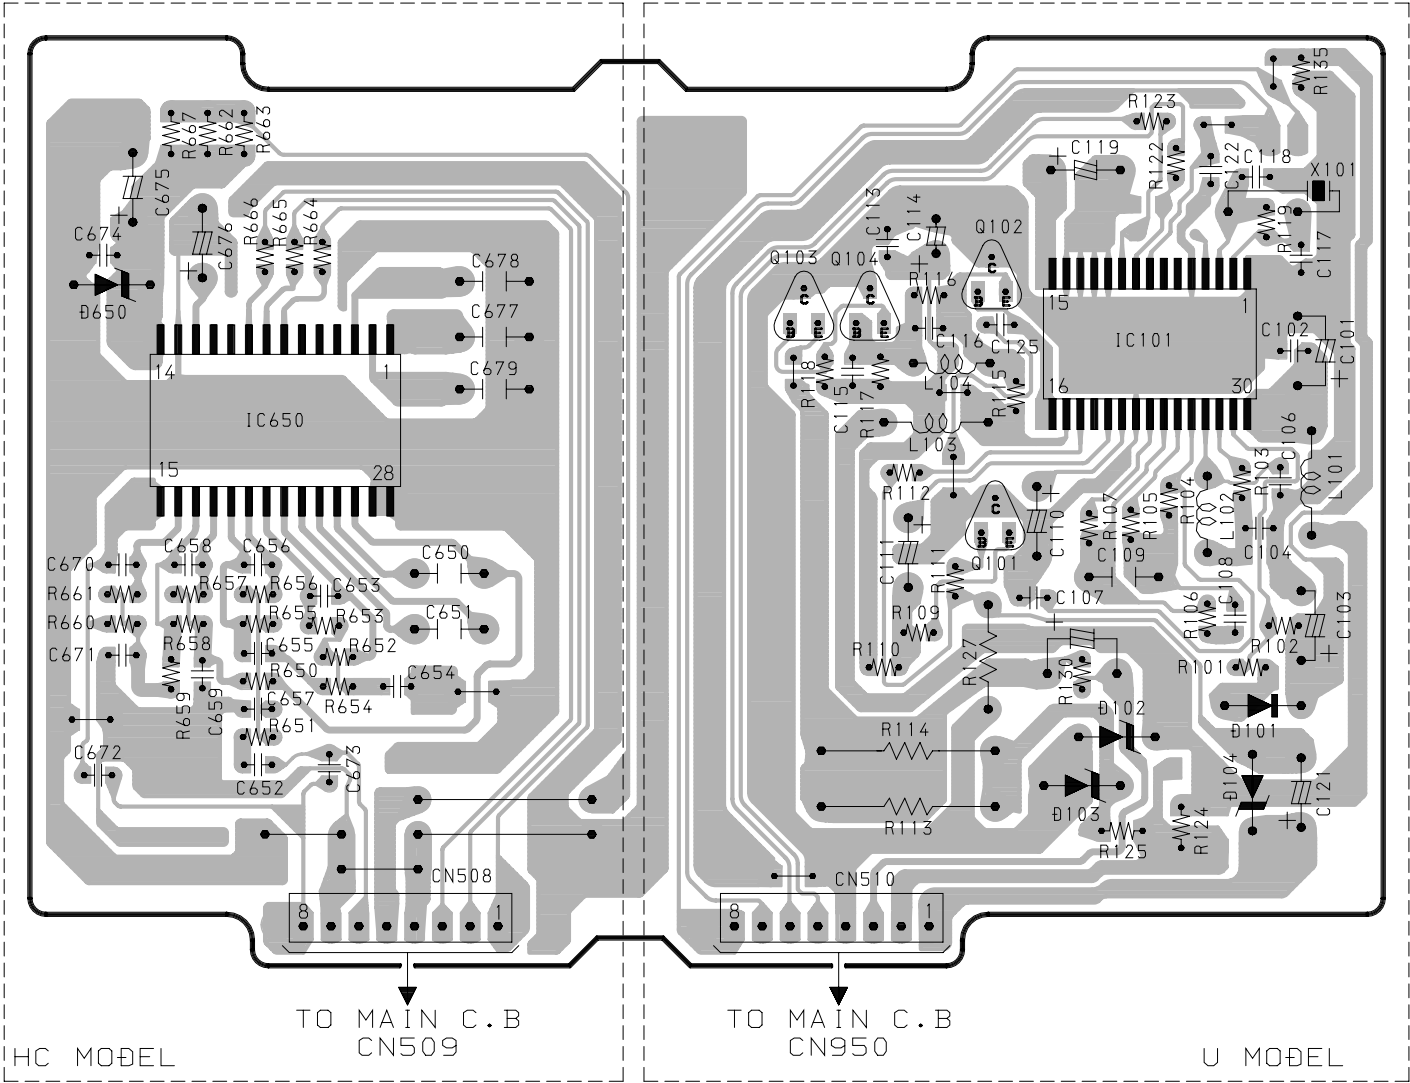 R667
R662
R663
C675
C674
C676
R666
R665
R664
C678
D650
C677
14
1
C679
IC650
15
28
C670
C658
C656
C650
R661
R657
R656
C653
R660
R655
R653
C651
R658
C671
C655
R652
R650
C654
R659
C659
C657
R654
R651
C672
C673
C652
CN508
8
1
TO MAIN C.B
CN509
HC MODEL
R135
R123
C119
R122
C122
C118
X101
C113
C114
Q102
R119
C117
Q103
Q104
C
B
E
C
B
E
C
B
E
R116
15
1
IC101
C116
C125
C102
C101
R118
C115
R117
L104
R115
16
30
L103
C106
R112
R103
L101
C
B
E
Q101
C110
R107
R105
R104
L102
C104
C111
R111
C109
C107
C108
R106
C103
R109
R102
R110
R127
R130
R101
D102
D101
R114
D104
C121
D103
R113
R125
R124
CN510
8
1
TO MAIN C.B
CN950
U MODEL